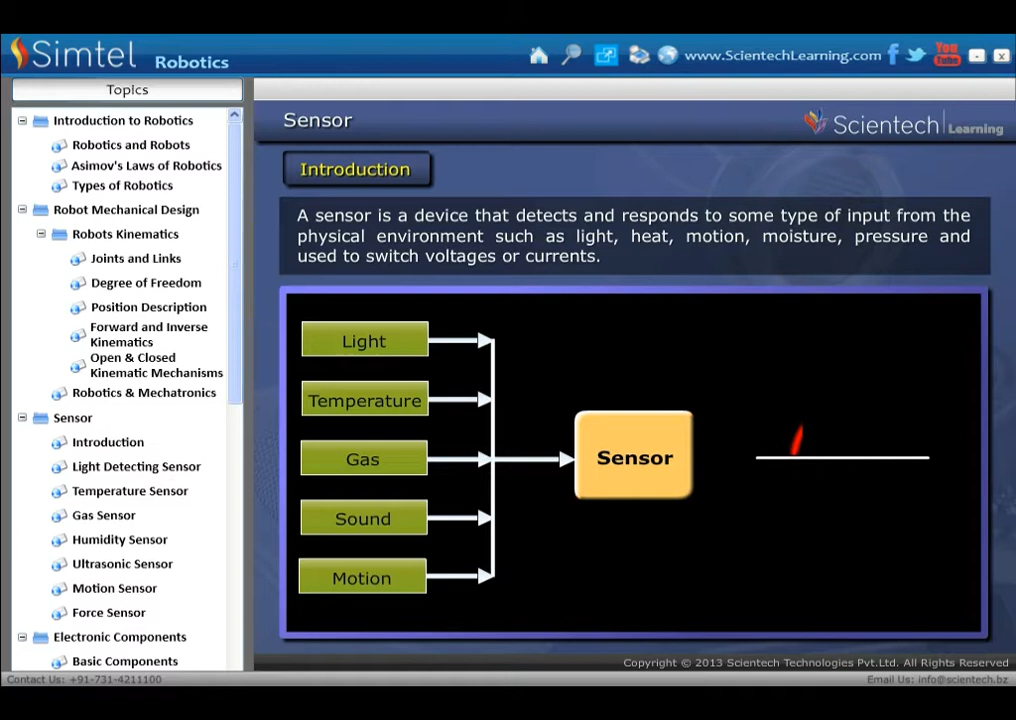 Simtel Robotics
www.ScientechLearning.com
You
Tube
Topics
Introduction to Robotics
Robotics and Robots
Asimov's Laws of Robotics
Types of Robotics
Robot Mechanical Design
Robots Kinematics
Joints and Links
Degree of Freedom
Position Description
Forward and Inverse
Kinematics
Open & Closed
Kinematic Mechanisms
Robotics & Mechatronics
Sensor
Introduction
Light Detecting Sensor
Temperature Sensor
Gas Sensor
Humidity Sensor
Ultrasonic Sensor
Motion Sensor
Force Sensor
Electronic Components
Basic Components
Sensor
Scientech Learning
Introduction
A sensor is a device that detects and responds to some type of input from the
physical environment such as light, heat, motion, moisture, pressure and
used to switch voltages or currents.
Light
Temperature
Gas
Sound
Motion
Sensor
Copyright © 2013 Scientech Technologies Pvt.Ltd. All Rights Reserved
Contact Us: +91-731-4211100
Email Us: info@scientech.bz